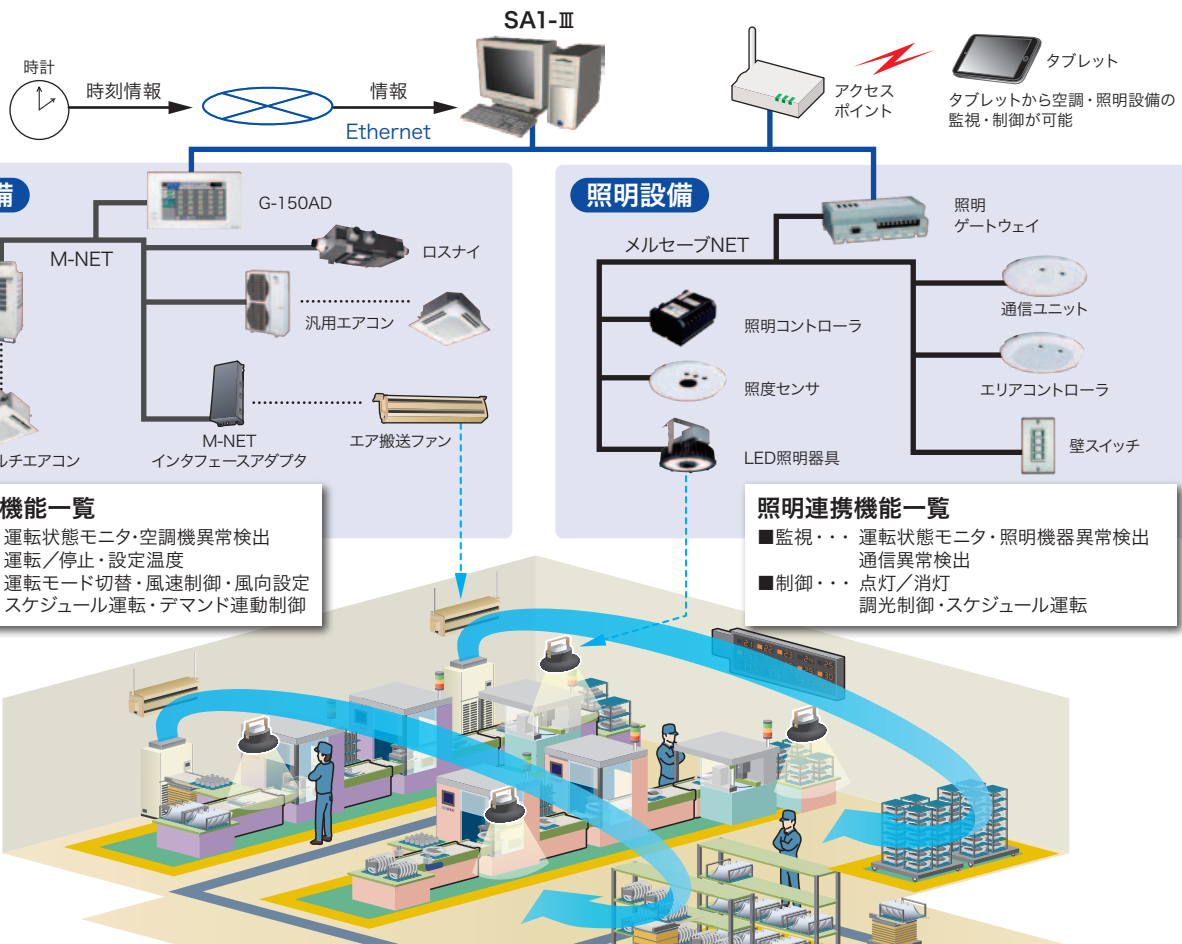 SA1-Ⅲ
時計
時刻情報
情報
Ethernet
アクセス
ポイント
タブレット
タブレットから空調・照明設備の
監視・制御が可能
備
G-150AD
M-NET
ロスナイ
汎用エアコン
M-NET
インタフェースアダプタ
エア搬送ファン
ルチエアコン
照明設備
照明
ゲートウェイ
メルセーブNET
照明コントローラ
通信ユニット
照度センサ
エリアコントローラ
LED照明器具
壁スイッチ
機能一覧
運転状態モニタ・空調機異常検出
運転／停止・設定温度
運転モード切替・風速制御・風向設定
スケジュール運転・デマンド連動制御
照明連携機能一覧
■監視・・・ 運転状態モニタ・照明機器異常検出
通信異常検出
■制御・・・ 点灯／消灯
調光制御・スケジュール運転